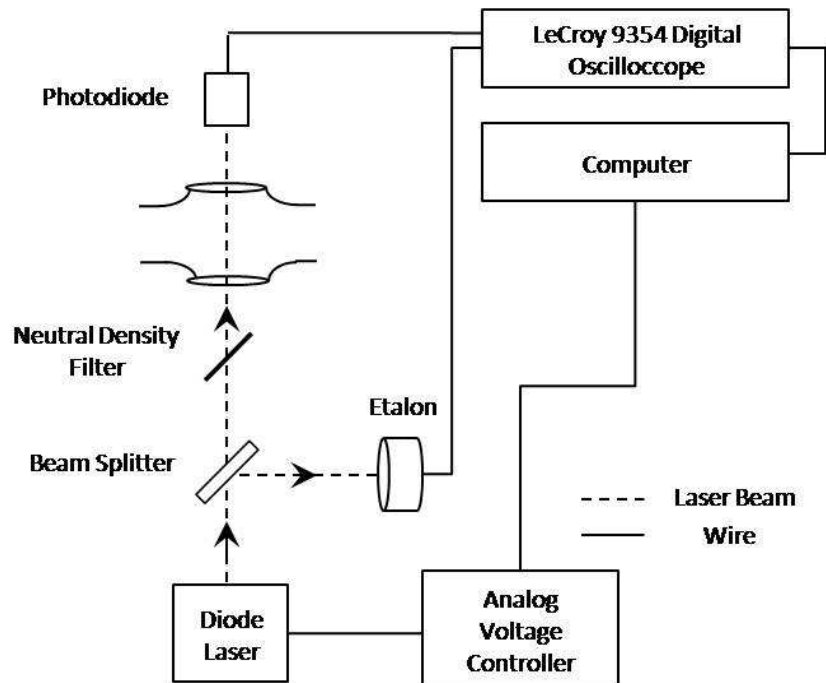 LeCroy 9354 Digital
Oscilloccope
Photodiode
Computer
Neutral Density
Filter
Etalon
Beam Splitter
Laser Beam
Wire
Diode
Laser
Analog
Voltage
Controller